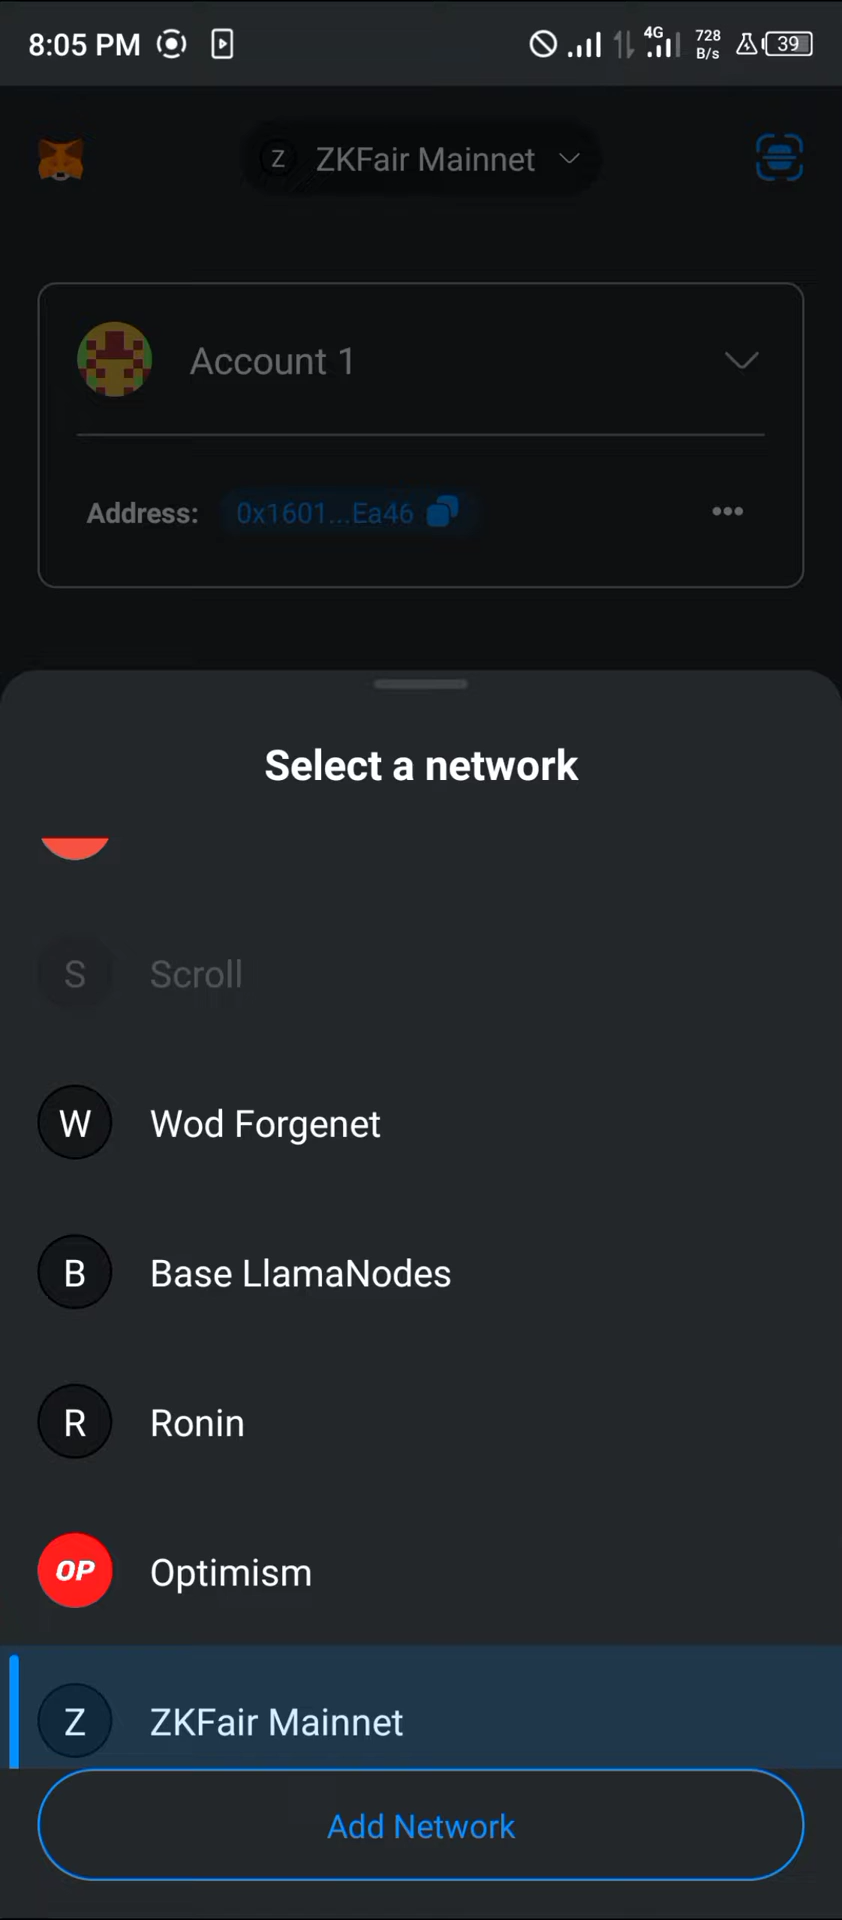 8:05 PM
4G
728
B/s
39
Z ZKFair Mainnet
Account 1
Address: 0x1601...Ea46
Select a network
S Scroll
W Wod Forgenet
B Base LlamaNodes
R Ronin
OP Optimism
Z ZKFair Mainnet
Add Network